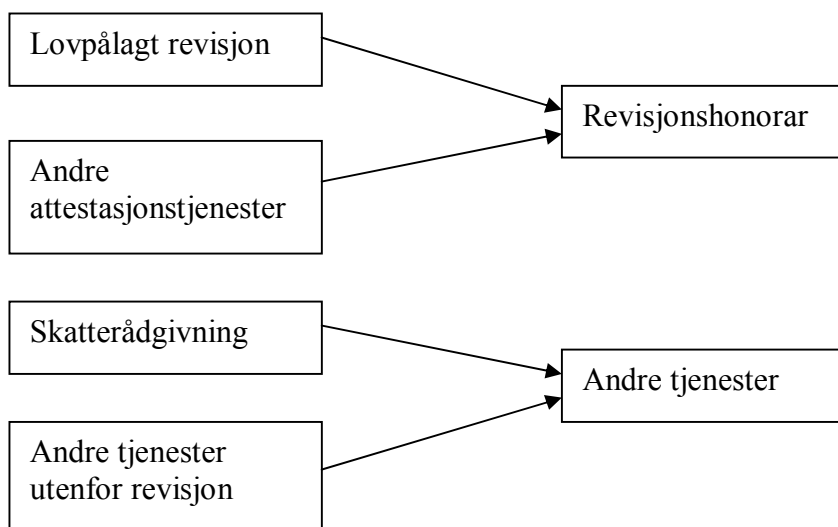 Lovpålagt revisjon
Revisjonshonorar
Andre
attestasjonstjenester
Skatterådgivning
Andre tjenester
Andre tjenester
utenfor revisjon